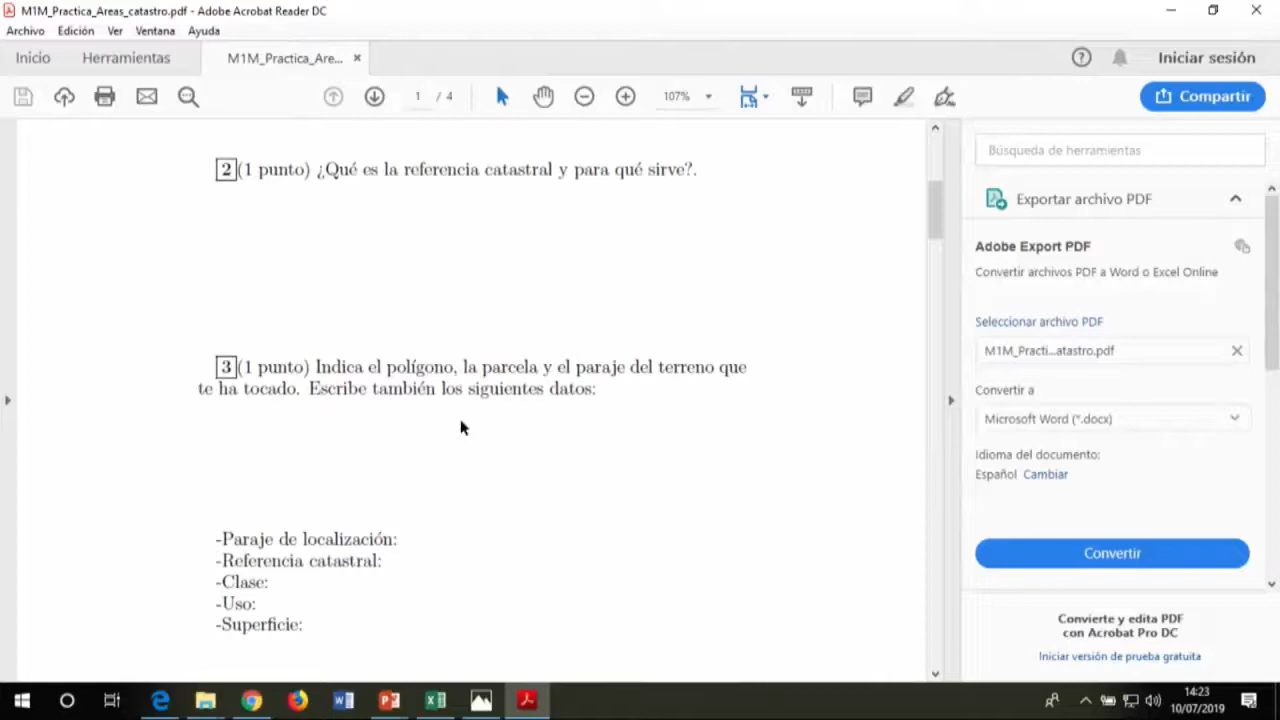 M1M_Practica_Areas_catastro.pdf - Adobe Acrobat Reader DC
Archivo Edición Ver Ventana Ayuda
Inicio Herramientas M1M_Practica_Are... × Iniciar sesión
1 / 4 107% Compartir
2 (1 punto) ¿Qué es la referencia catastral y para qué sirve?.
3 (1 punto) Indica el polígono, la parcela y el paraje del terreno que
te ha tocado. Escribe también los siguientes datos:
-Paraje de localización:
-Referencia catastral:
-Clase:
-Uso:
-Superficie:
Búsqueda de herramientas
Exportar archivo PDF
Adobe Export PDF
Convertir archivos PDF a Word o Excel Online
Seleccionar archivo PDF
M1M_Practi...atastro.pdf
Convertir a
Microsoft Word (*.docx)
Idioma del documento:
Español Cambiar
Convertir
Convierte y edita PDF
con Acrobat Pro DC
Iniciar versión de prueba gratuita
14:23
10/07/2019